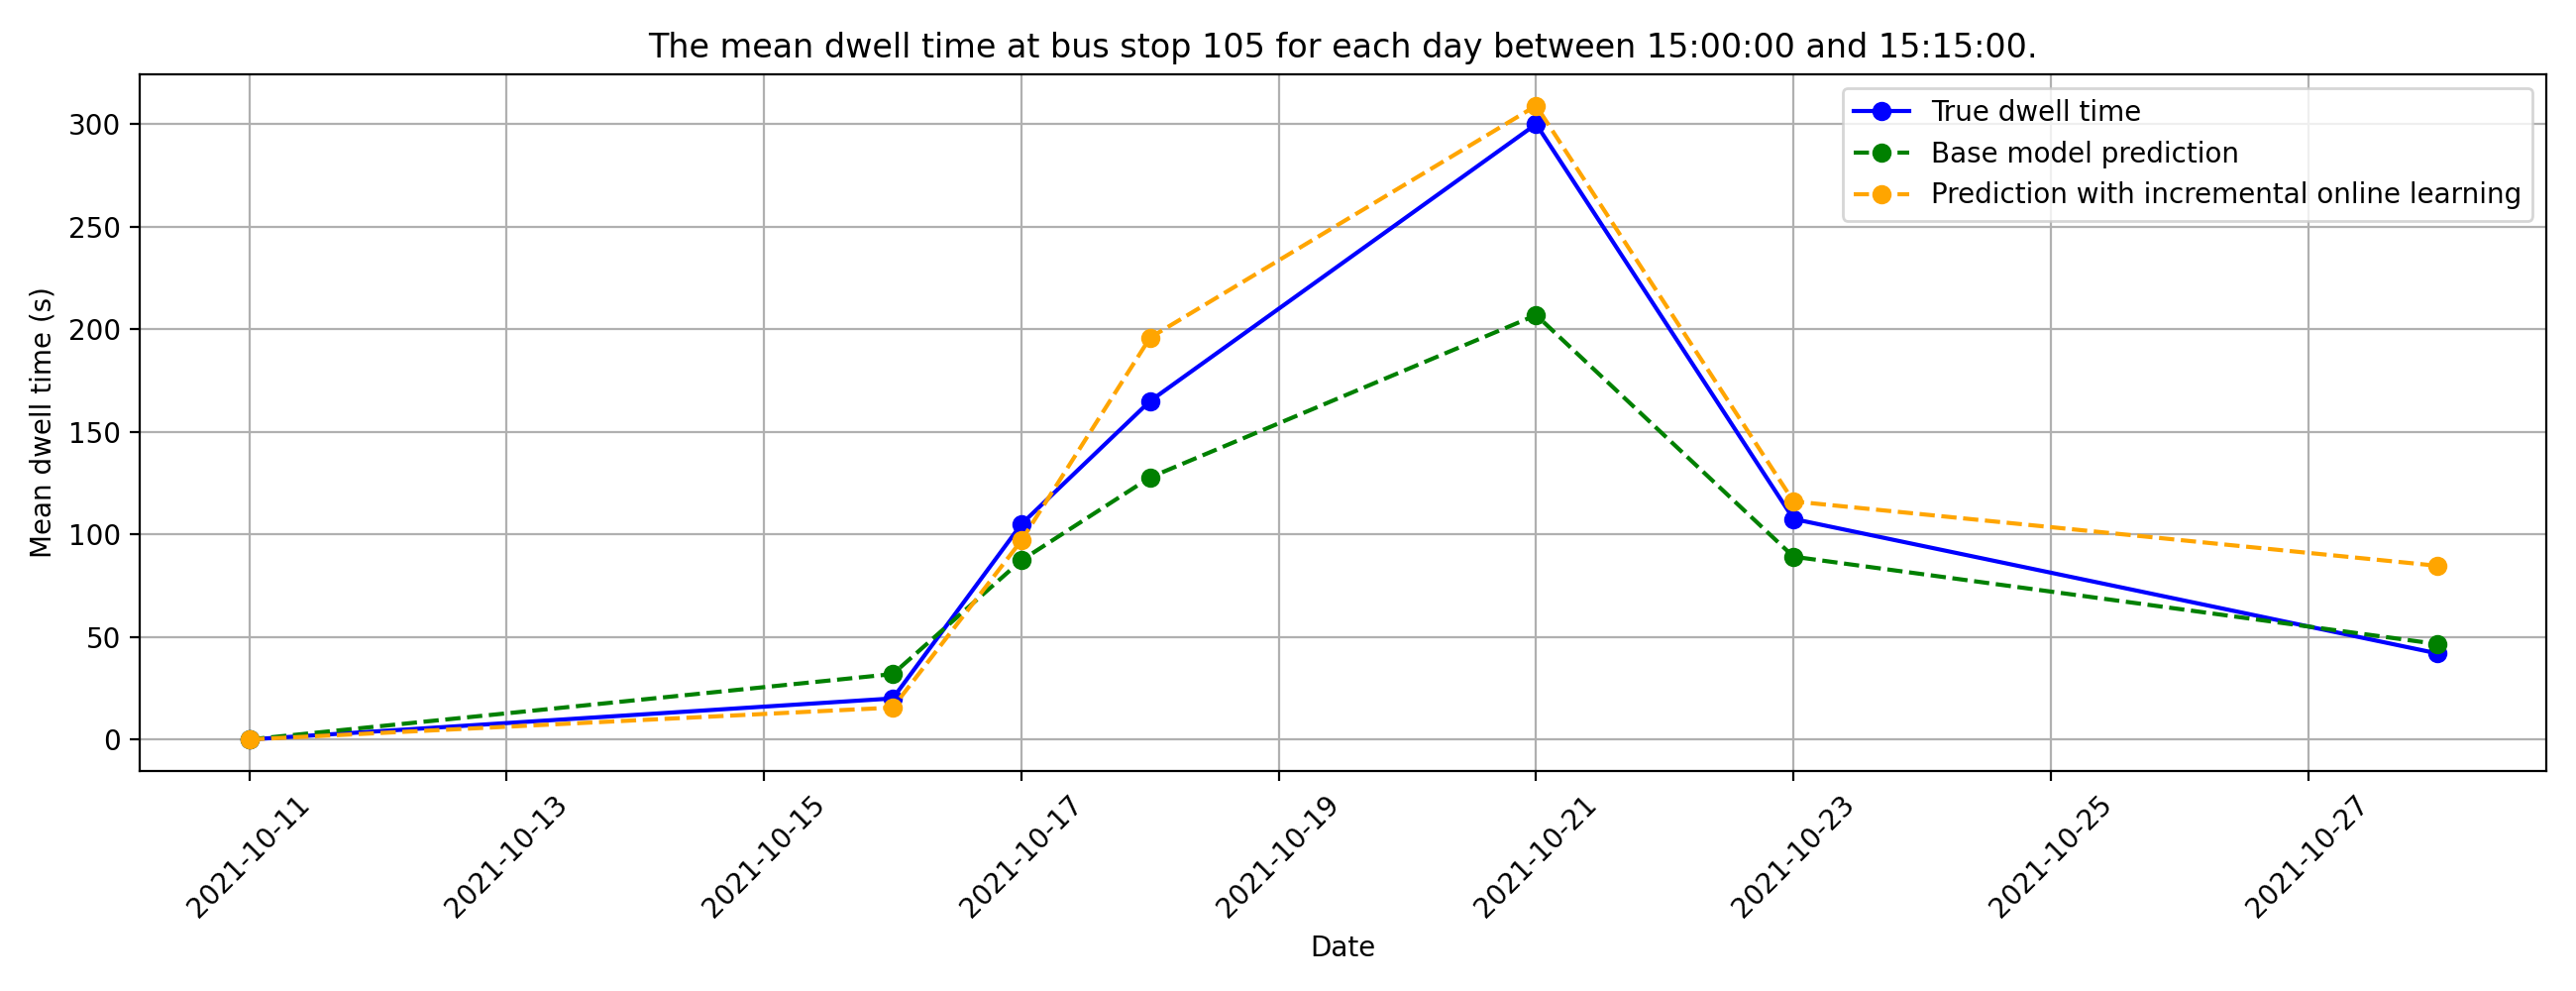 The mean dwell time at bus stop 105 for each day between 15:00:00 and 15:15:00.
True dwell time
Base model prediction
Prediction with incremental online learning
Mean dwell time (s)
300
250
200
150
100
50
0
2021-10-11
2021-10-13
2021-10-15
2021-10-17
2021-10-19
2021-10-21
2021-10-23
2021-10-25
2021-10-27
Date